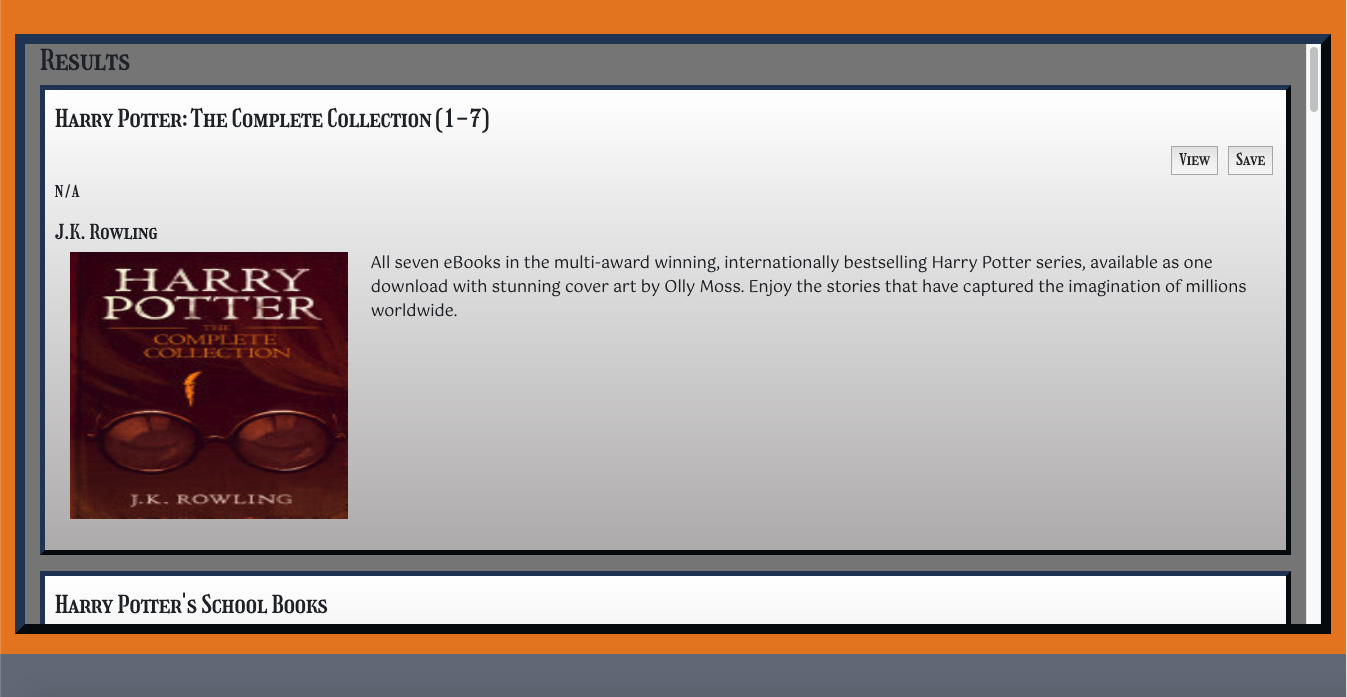 Results
Harry Potter: The Complete Collection (1-7)
View Save
N/A
J.K. Rowling
HARRY
POTTER
THE
COMPLETE
COLLECTION
J.K. ROWLING
All seven eBooks in the multi-award winning, internationally bestselling Harry Potter series, available as one
download with stunning cover art by Olly Moss. Enjoy the stories that have captured the imagination of millions
worldwide.
Harry Potter's School Books